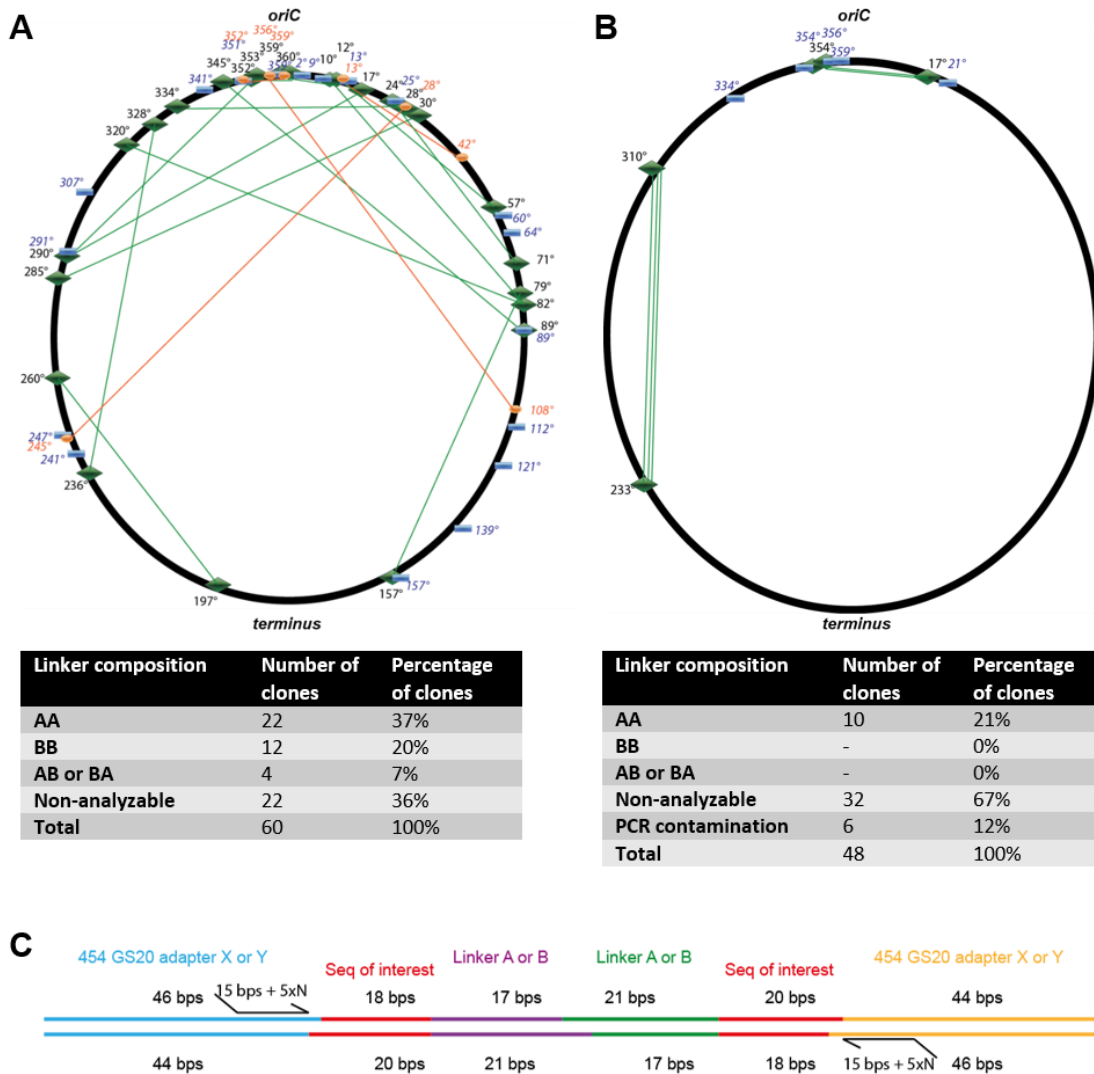 A
oriC
352°
356°
351°
359°
353°
359°
360°
352°
359°
2°
9°
10°
12°
13°
13°
17°
345°
341°
334°
328°
320°
307°
291°
290°
285°
260°
247°
245°
241°
236°
197°
24°
25°
28°
28°
30°
42°
57°
60°
64°
71°
79°
82°
89°
89°
108°
112°
121°
139°
157°
157°
terminus
B
oriC
354°
356°
354°
359°
17°
21°
334°
310°
233°
terminus
Linker composition Number of clones Percentage of clones
AA 22 37%
BB 12 20%
AB or BA 4 7%
Non-analyzable 22 36%
Total 60 100%
Linker composition Number of clones Percentage of clones
AA 10 21%
BB - 0%
AB or BA - 0%
Non-analyzable 32 67%
PCR contamination 6 12%
Total 48 100%
C
454 GS20 adapter X or Y Seq of interest Linker A or B Linker A or B Seq of interest 454 GS20 adapter X or Y
46 bps 15 bps + 5xN 18 bps 17 bps 21 bps 20 bps 44 bps
44 bps 20 bps 21 bps 17 bps 18 bps 15 bps + 5xN 46 bps